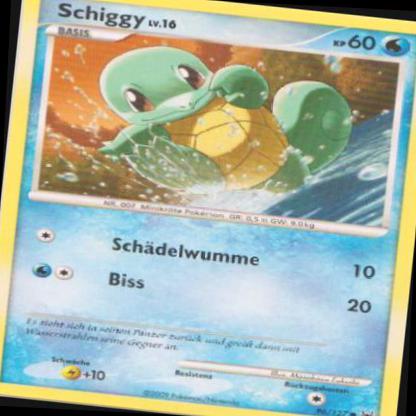 Schiggy LV.16
BASIS
KP 60
NR. 007 Minikröte Pokémon. GR: 0,5 m GW: 9,0kg
Schädelwumme 10
Biss 20
Es zieht sich in seinen Panzer zurück und greift dann mit
Wasserstrahlen seine Gegner an.
Schwäche
+10
Resistenz
Rückzugskosten
©2009 Pokémon/Nintendo